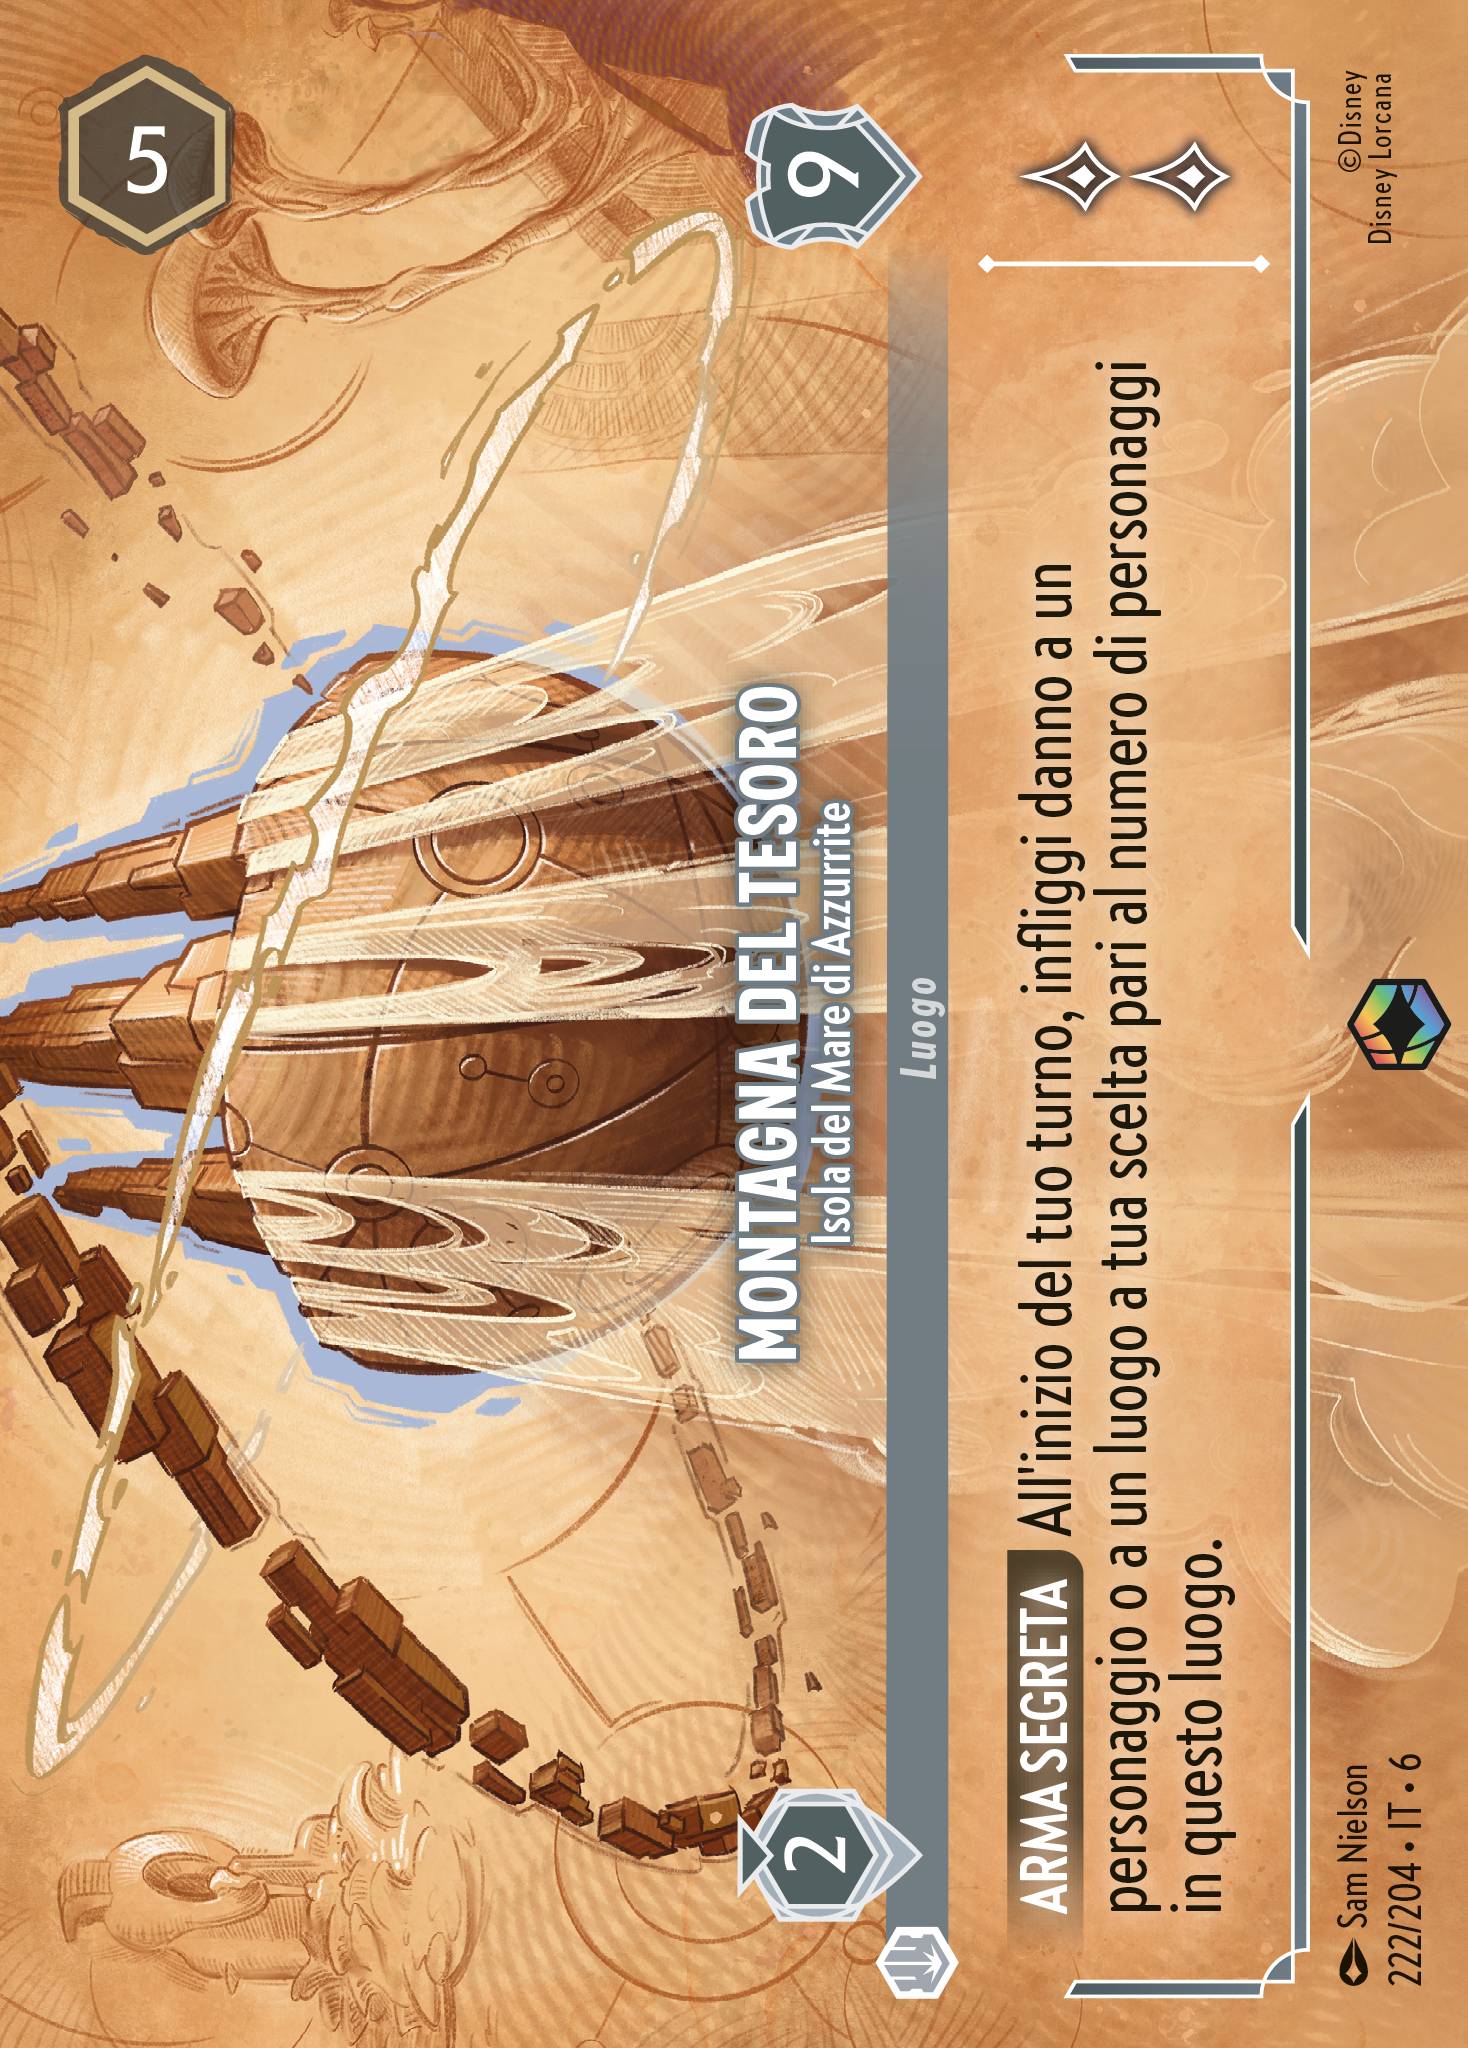 5
MONTAGNA DEL TESORO
Isola del Mare di Azzurrite
2
9
Luogo
ARMA SEGRETA All'inizio del tuo turno, infliggi danno a un
personaggio o a un luogo a tua scelta pari al numero di personaggi
in questo luogo.
Sam Nielson
222/204 • IT • 6
©Disney
Disney Lorcana